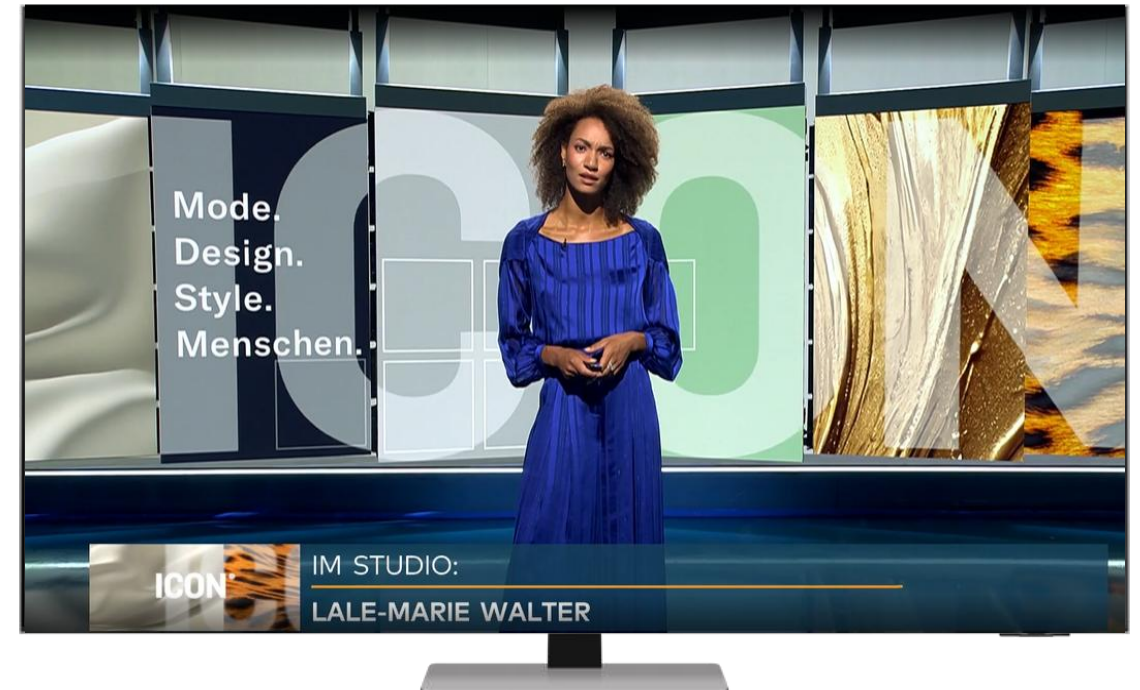 ICON
Mode.
Design.
Style.
Menschen.
ICON
IM STUDIO:
LALE-MARIE WALTER